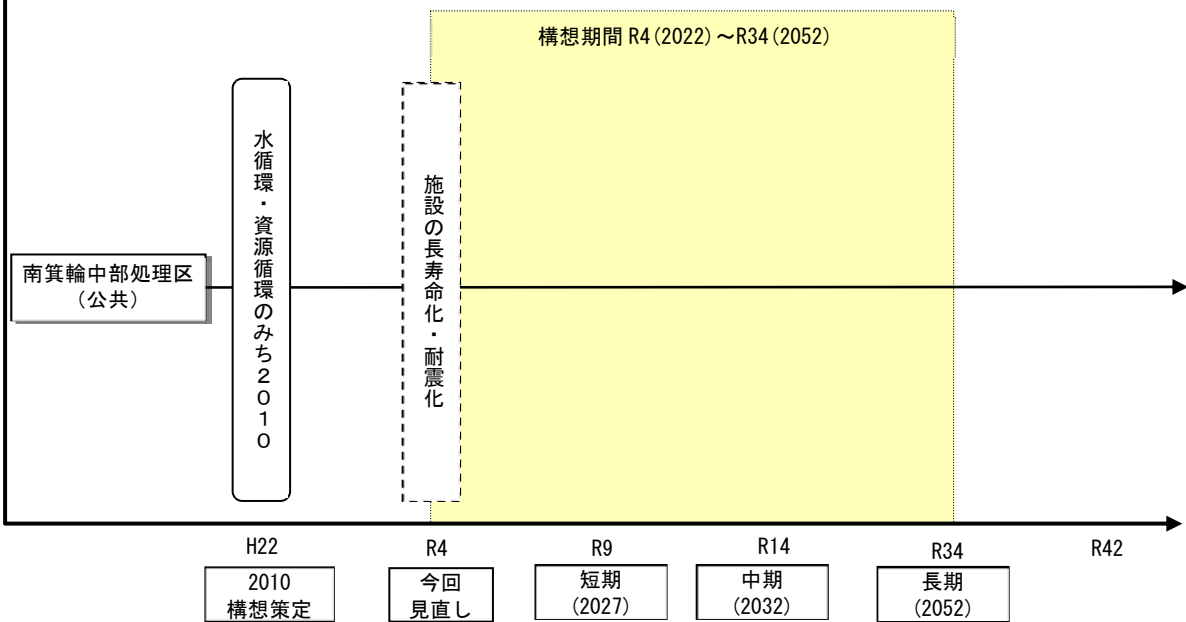 構想期間 R4(2022)～R34(2052)
水循環・資源循環のみち２０１０
施設の長寿命化・耐震化
南箕輪中部処理区
（公共）
H22
R4
R9
R14
R34
R42
2010
構想策定
今回
見直し
短期
(2027)
中期
(2032)
長期
(2052)